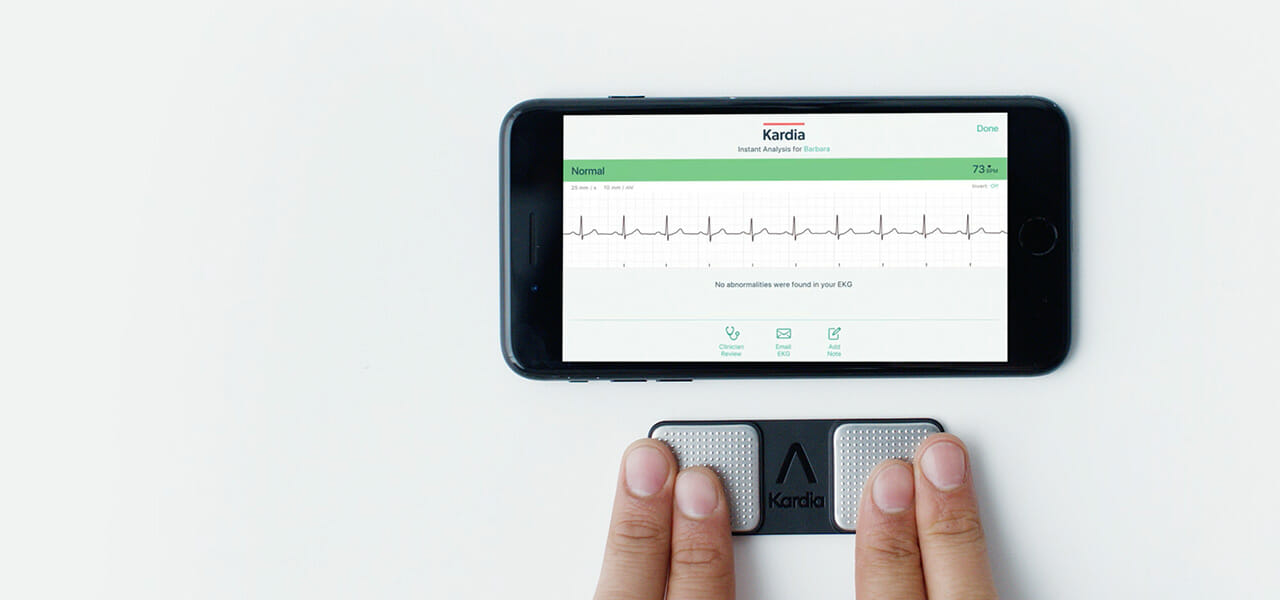 Kardia
Done
Instant Analysis for Barbara
Normal
73 BPM
25 mm / s 10 mm / mV
Invert Off
No abnormalities were found in your EKG
Clinician
Review
Email
EKG
Add
Note
Kardia